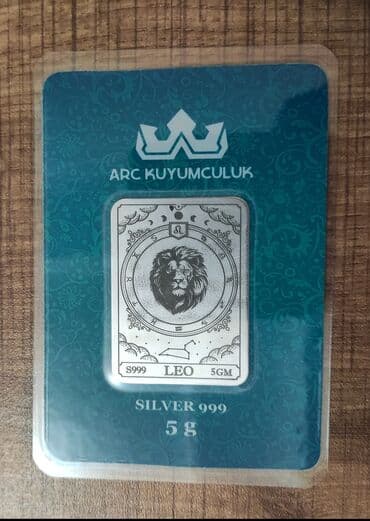 ARC KUYUMCULUK
S999 LEO 5GM
SILVER 999
5 g